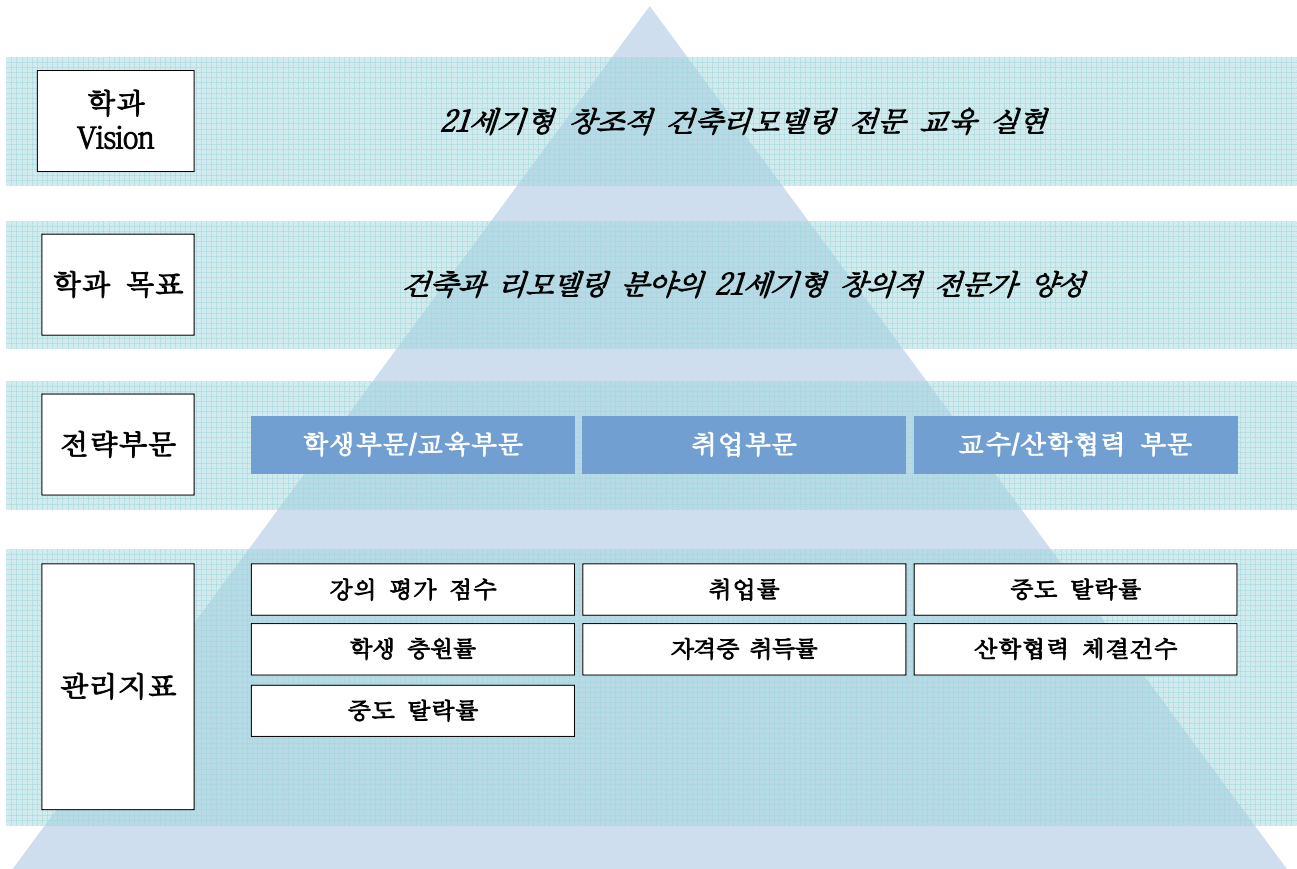 학과
Vision
21세기형 창조적 건축리모델링 전문 교육 실현
학과 목표
건축과 리모델링 분야의 21세기형 창의적 전문가 양성
전략부문
학생부문/교육부문
취업부문
교수/산학협력 부문
관리지표
강의 평가 점수
취업률
중도 탈락률
학생 충원률
자격증 취득률
산학협력 체결건수
중도 탈락률